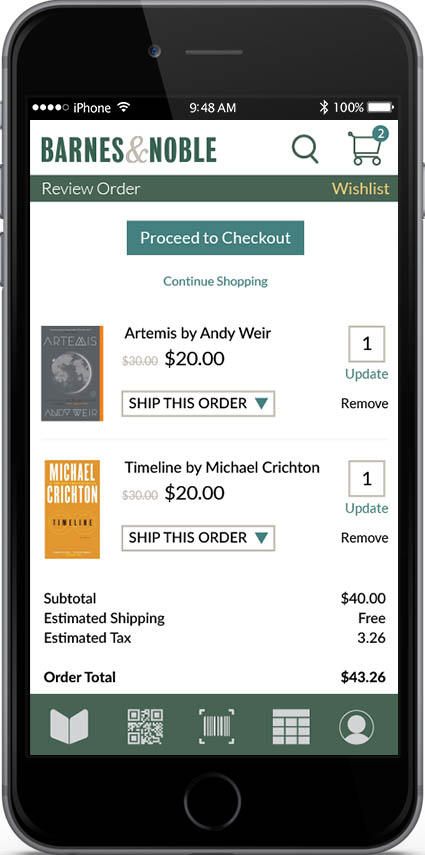 iPhone 9:48 AM 100%
BARNES&NOBLE 2
Review Order Wishlist
Proceed to Checkout
Continue Shopping
ARTEMIS
ANDY WEIR
Artemis by Andy Weir
$30.00 $20.00
1
Update
SHIP THIS ORDER
Remove
MICHAEL
CRICHTON
TIMELINE
Timeline by Michael Crichton
$30.00 $20.00
1
Update
SHIP THIS ORDER
Remove
Subtotal $40.00
Estimated Shipping Free
Estimated Tax 3.26
Order Total $43.26